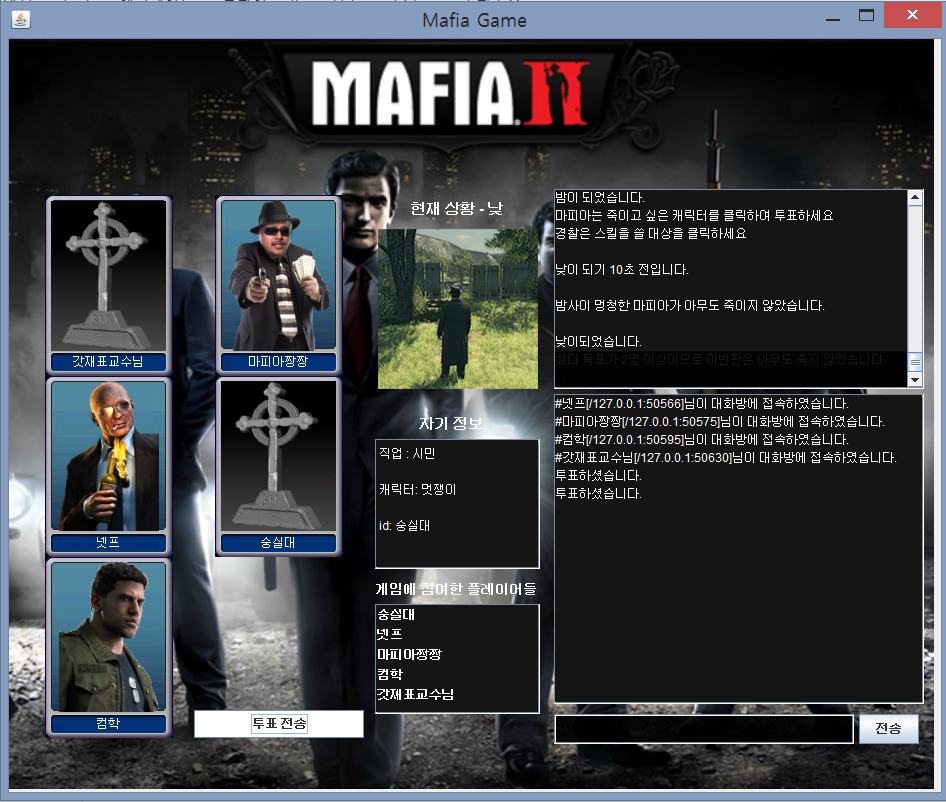 Mafia Game
MAFIA II
갓재표교수님
마피아짱짱
넷프
숭실대
컴학
투표 전송
현재 상황 - 낮
자기 정보
직업 : 시민
캐릭터: 멋쟁이
id: 숭실대
게임에 참여한 플레이어들
숭실대
넷프
마피아짱짱
컴학
갓재표교수님
밤이 되었습니다.
마피아는 죽이고 싶은 캐릭터를 클릭하여 투표하세요
경찰은 스킬을 쓸 대상을 클릭하세요
낮이 되기 10초 전입니다.
밤사이 멍청한 마피아가 아무도 죽이지 않았습니다.
낮이되었습니다.
최다 득표가 2명 이상이므로 이번판은 아무도 죽지 않았습니다.
#넷프[/127.0.0.1:50566]님이 대화방에 접속하였습니다.
#마피아짱짱[/127.0.0.1:50575]님이 대화방에 접속하였습니다.
#컴학[/127.0.0.1:50595]님이 대화방에 접속하였습니다.
#갓재표교수님[/127.0.0.1:50630]님이 대화방에 접속하였습니다.
투표하셨습니다.
투표하셨습니다.
전송